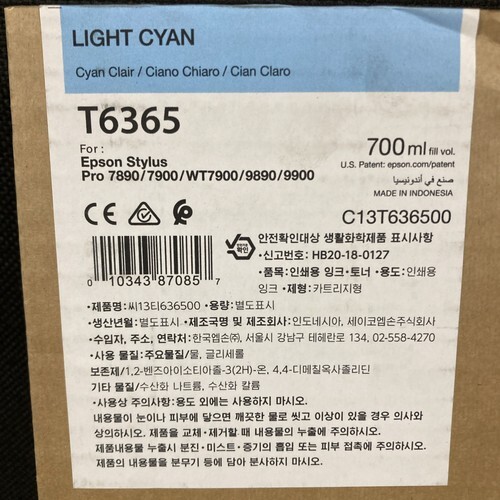 LIGHT CYAN
Cyan Clair / Ciano Chiaro / Cian Claro
T6365
For :
Epson Stylus
Pro 7890/7900/WT7900/9890/9900
700 ml fill vol.
U.S. Patent: epson.com/patent
صنع في أندونيسيا
MADE IN INDONESIA
C13T636500
0 10343 87085 7
안전확인대상 생활화학제품 표시사항
•신고번호: HB20-18-0127
•품목:인쇄용 잉크•토너 •용도:인쇄용
잉크 •제형:카트리지형
•제품명:씨13티636500 •용량:별도표시
•생산년월:별도표시 •제조국명 및 제조회사:인도네시아, 세이코엡손주식회사
•수입자, 주소, 연락처:한국엡손㈜, 서울시 강남구 테헤란로 134, 02-558-4270
•사용 물질:주요물질/물, 글리세롤
보존제/1,2-벤즈아이소티아졸-3(2H)-온, 4,4-디메질옥사졸리딘
기타 물질/수산화 나트륨, 수산화 칼륨
•사용상 주의사항:용도 외에는 사용하지 마십시오.
내용물이 눈이나 피부에 닿으면 깨끗한 물로 씻고 이상이 있을 경우 의사와
상의하십시오. 제품을 교체•제거할 때 내용물 누출에 주의하십시오.
제품내용물 누출시 분진•미스트•증기의 흡입 또는 피부 접촉에 주의하십시오.
제품의 내용물을 분무기 등에 담아 분사하지 마시오.